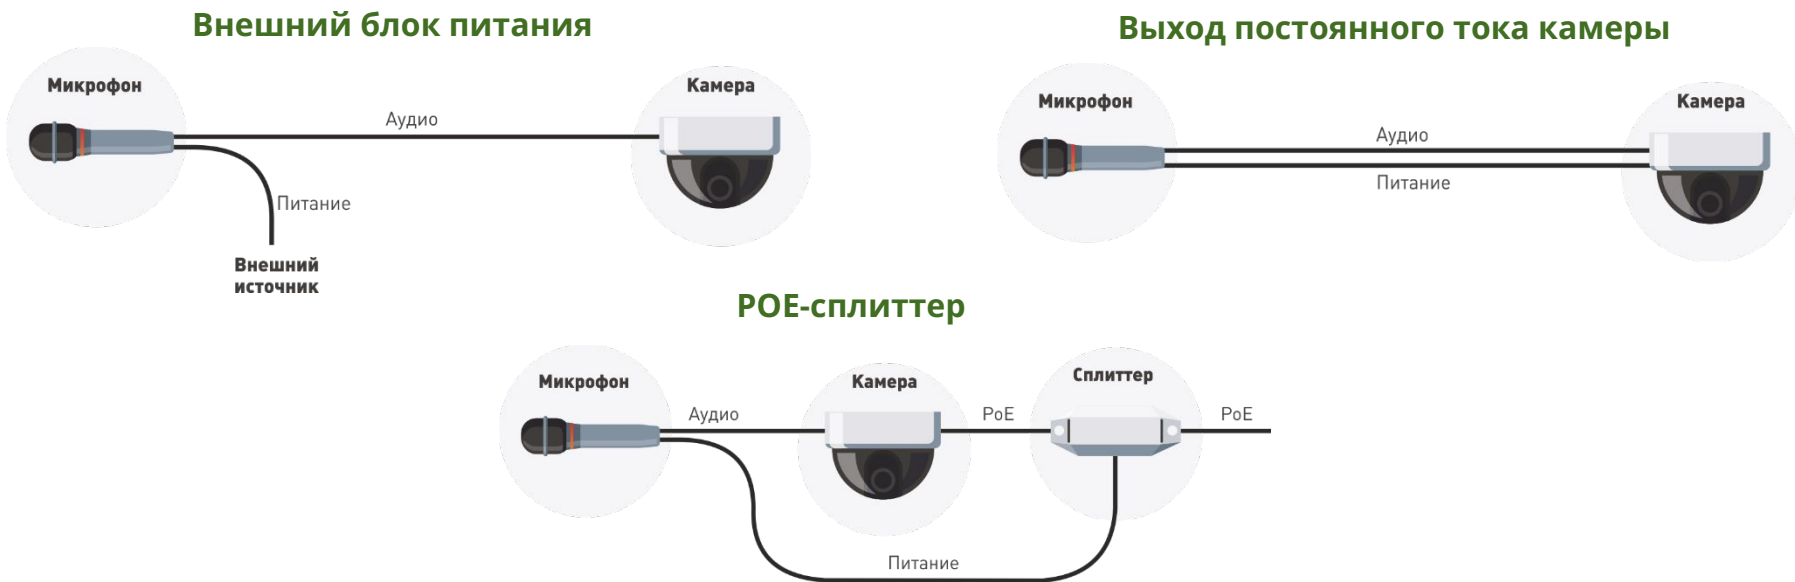 Внешний блок питания
Микрофон
Камера
Аудио
Питание
Внешний
источник
Выход постоянного тока камеры
Микрофон
Камера
Аудио
Питание
POE-сплиттер
Микрофон
Камера
Сплиттер
Аудио
PoE
PoE
Питание